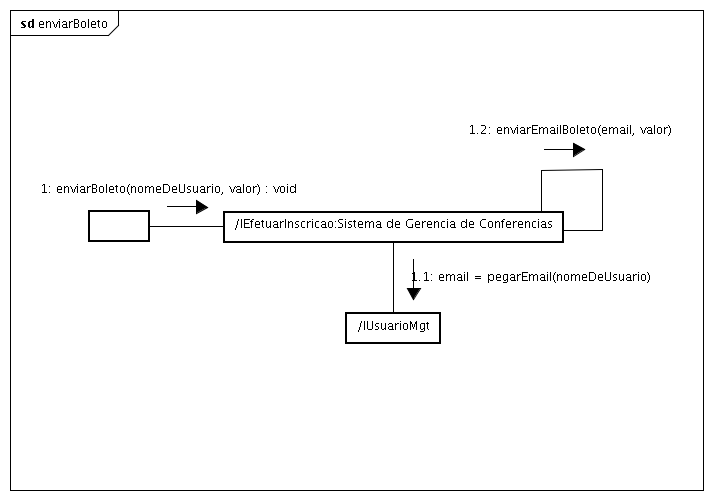 sd enviarBoleto
1.2: enviarEmailBoleto(email, valor)
1: enviarBoleto(nomeDeUsuario, valor) : void
/IEfetuarInscricao:Sistema de Gerencia de Conferencias
1.1: email = pegarEmail(nomeDeUsuario)
/IUsuarioMgt